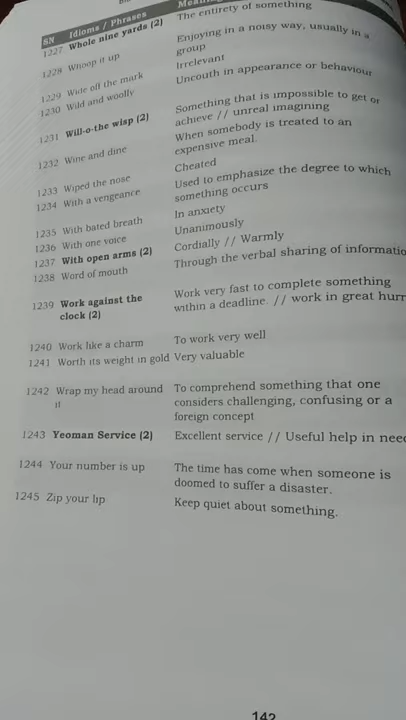 SN Idioms / Phrases
1227 Whole nine yards (2) The entirety of something
1228 Whoop it up Enjoying in a noisy way, usually in a
group
1229 Wide off the mark Irrelevant
1230 Wild and woolly Uncouth in appearance or behaviour
1231 Will-o-the wisp (2) Something that is impossible to get or
achieve // unreal imagining
1232 Wine and dine When somebody is treated to an
expensive meal.
1233 Wiped the nose Cheated
1234 With a vengeance Used to emphasize the degree to which
something occurs
1235 With bated breath In anxiety
1236 With one voice Unanimously
1237 With open arms (2) Cordially // Warmly
1238 Word of mouth Through the verbal sharing of informatio
1239 Work against the Work very fast to complete something
clock (2) within a deadline. // work in great hurr
1240 Work like a charm To work very well
1241 Worth its weight in gold Very valuable
1242 Wrap my head around To comprehend something that one
it considers challenging, confusing or a
foreign concept
1243 Yeoman Service (2) Excellent service // Useful help in need
1244 Your number is up The time has come when someone is
doomed to suffer a disaster.
1245 Zip your lip Keep quiet about something.
142